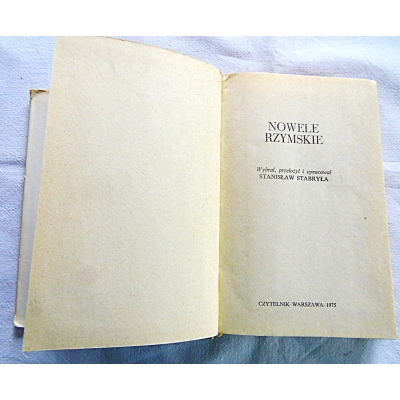 NOWELE
RZYMSKIE
Wybrał, przełożył i opracował
STANISŁAW STABRYŁA
CZYTELNIK·WARSZAWA·1975